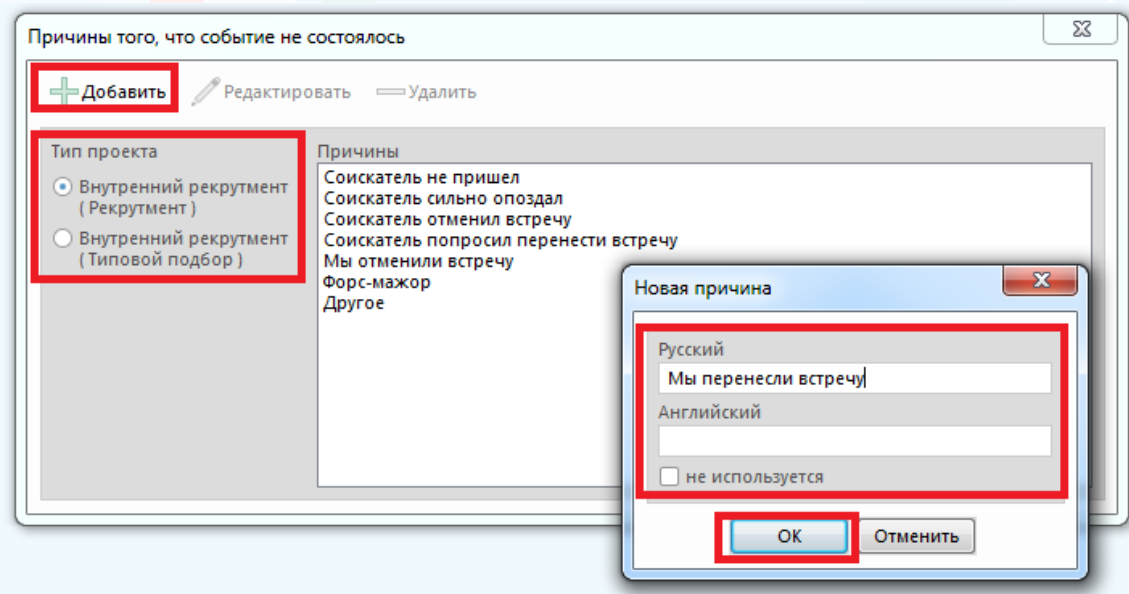 Причины того, что событие не состоялось
Добавить Редактировать Удалить
Тип проекта
Внутренний рекрутмент
( Рекрутмент )
Внутренний рекрутмент
( Типовой подбор )
Причины
Соискатель не пришел
Соискатель сильно опоздал
Соискатель отменил встречу
Соискатель попросил перенести встречу
Мы отменили встречу
Форс-мажор
Другое
Новая причина
Русский
Мы перенесли встречу
Английский
не используется
ОК Отменить